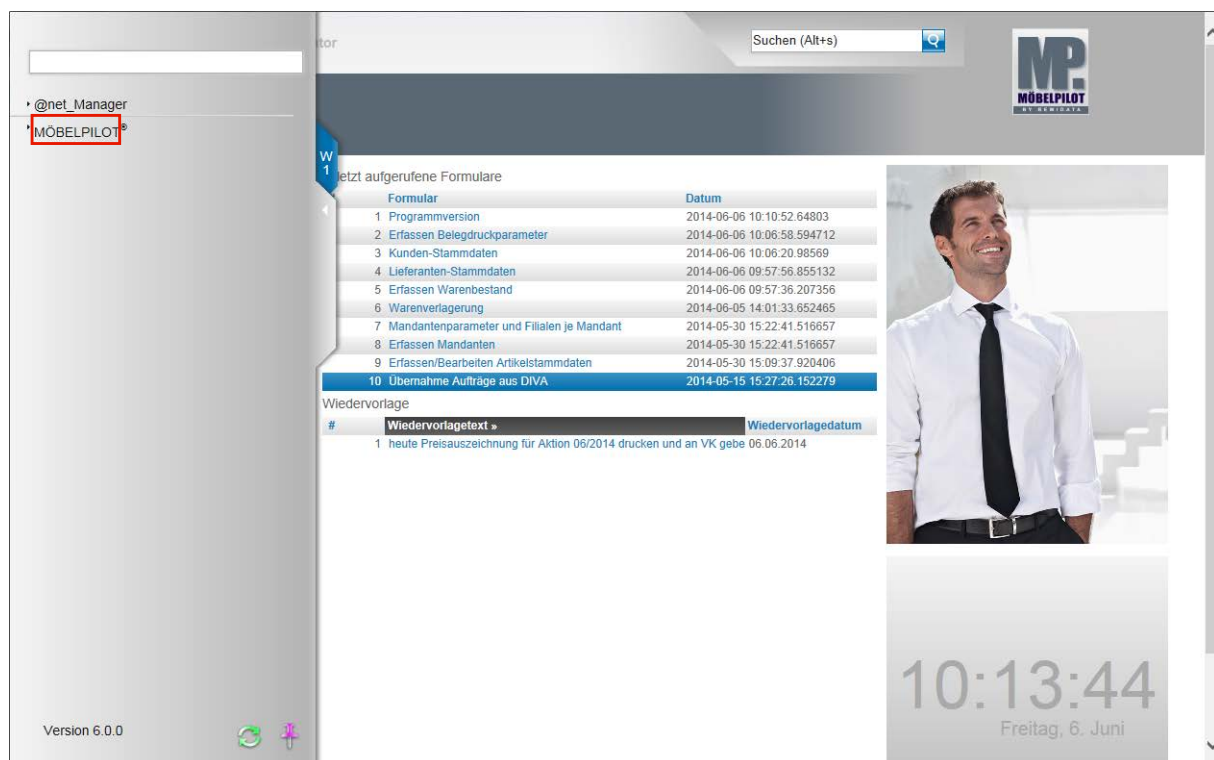 itor
Suchen (Alt+s)
MP.
MÖBELPILOT
BY SEMIDATA
@net_Manager
MÖBELPILOT®
W
1
letzt aufgerufene Formulare
Formular Datum
1 Programmversion 2014-06-06 10:10:52.64803
2 Erfassen Belegdruckparameter 2014-06-06 10:06:58.594712
3 Kunden-Stammdaten 2014-06-06 10:06:20.98569
4 Lieferanten-Stammdaten 2014-06-06 09:57:56.855132
5 Erfassen Warenbestand 2014-06-06 09:57:36.207356
6 Warenverlagerung 2014-06-05 14:01:33.652465
7 Mandantenparameter und Filialen je Mandant 2014-05-30 15:22:41.516657
8 Erfassen Mandanten 2014-05-30 15:22:41.516657
9 Erfassen/Bearbeiten Artikelstammdaten 2014-05-30 15:09:37.920406
10 Übernahme Aufträge aus DIVA 2014-05-15 15:27:26.152279
Wiedervorlage
# Wiedervorlagetext » Wiedervorlagedatum
1 heute Preisauszeichnung für Aktion 06/2014 drucken und an VK gebe 06.06.2014
10:13:44
Freitag, 6. Juni
Version 6.0.0